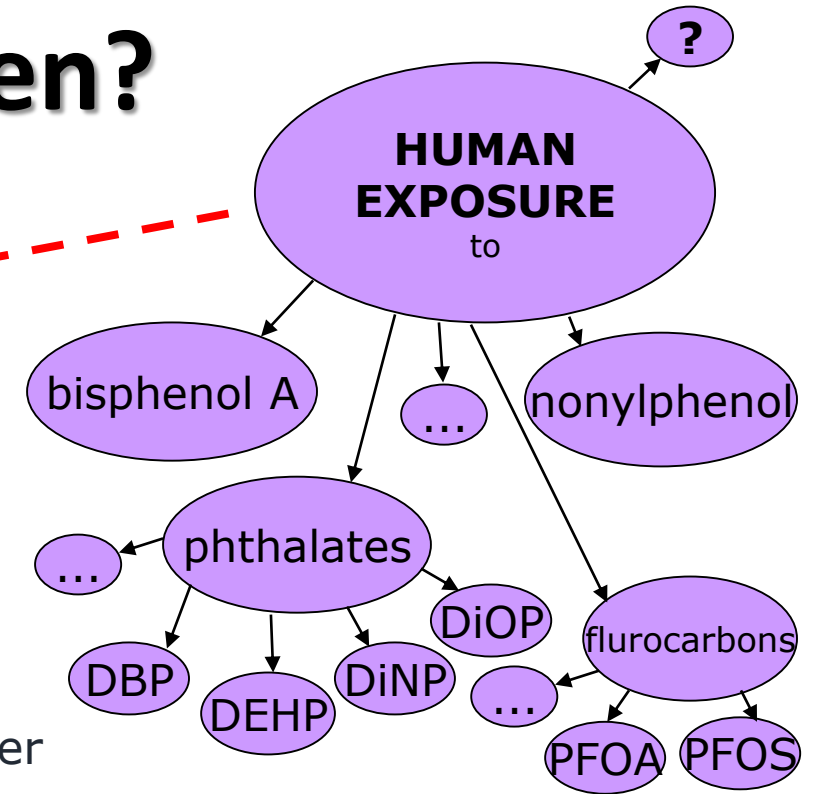 en?
?
HUMAN
EXPOSURE
to
bisphenol A
...
nonylphenol
phthalates
...
DiOP
flurocarbons
DBP
DEHP
DiNP
...
PFOA
PFOS
er